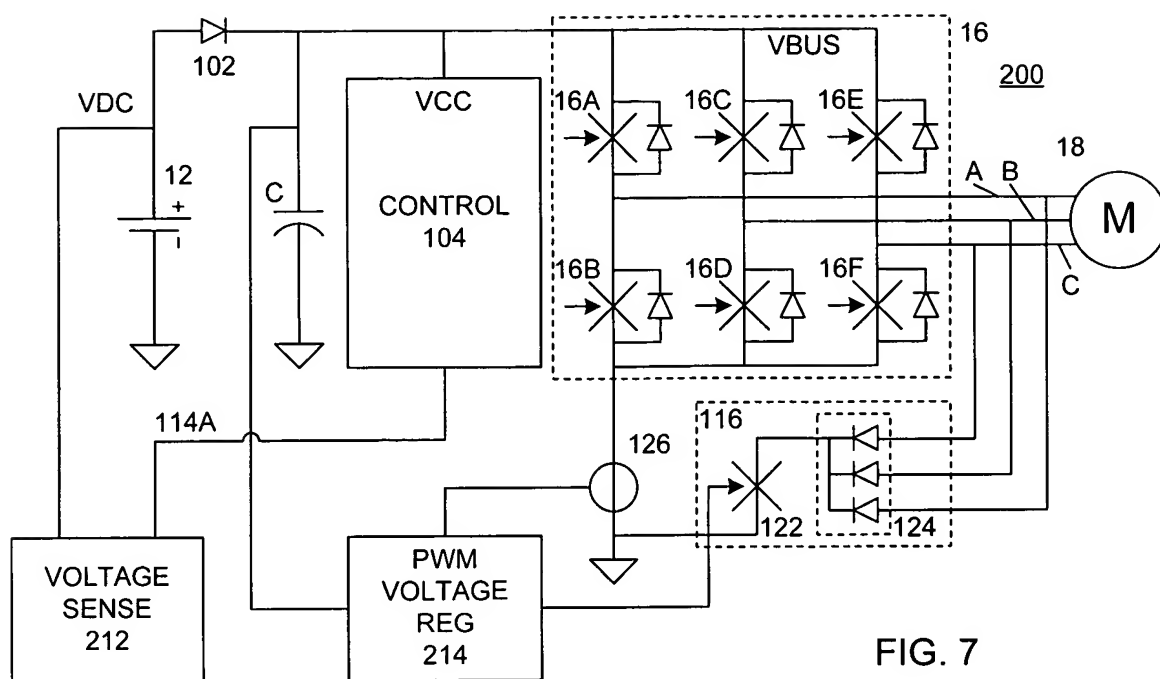 102
VBUS
16
200
VDC
VCC
16A
16C
16E
18
12
+
C
CONTROL
104
A
B
M
16B
16D
16F
C
114A
116
126
122
124
VOLTAGE
SENSE
212
PWM
VOLTAGE
REG
214
FIG. 7